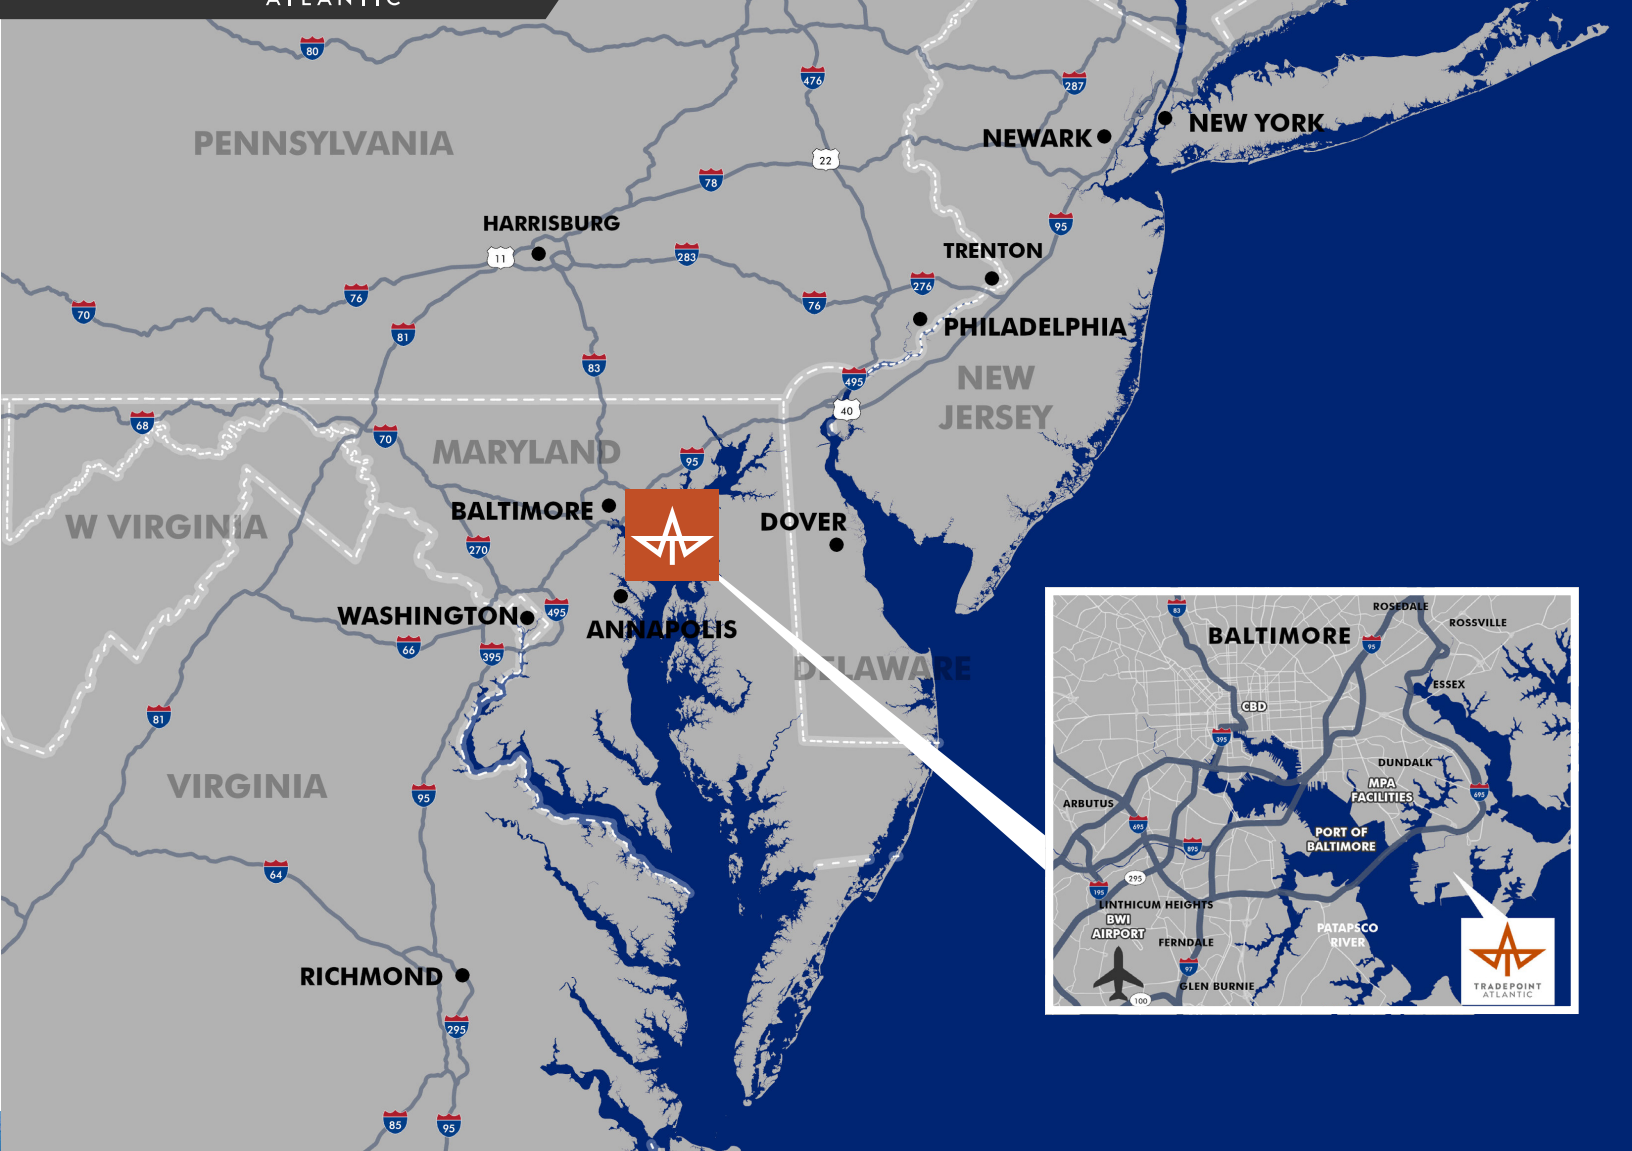 ATLANTIC
80
476
287
NEW YORK
NEWARK
PENNSYLVANIA
22
78
HARRISBURG
95
11
283
TRENTON
276
76
76
70
PHILADELPHIA
81
83
495
NEW
JERSEY
40
68
70
MARYLAND
95
BALTIMORE
W VIRGINIA
DOVER
270
WASHINGTON
495
ANNAPOLIS
66
395
DELAWARE
81
VIRGINIA
95
64
RICHMOND
295
85
95
83
ROSEDALE
ROSSVILLE
BALTIMORE
95
ESSEX
CBD
395
DUNDALK
MPA
FACILITIES
695
ARBUTUS
695
PORT OF
BALTIMORE
895
295
195
LINTHICUM HEIGHTS
BWI
AIRPORT
PATAPSCO
RIVER
FERNDALE
97
GLEN BURNIE
100
TRADEPOINT
ATLANTIC